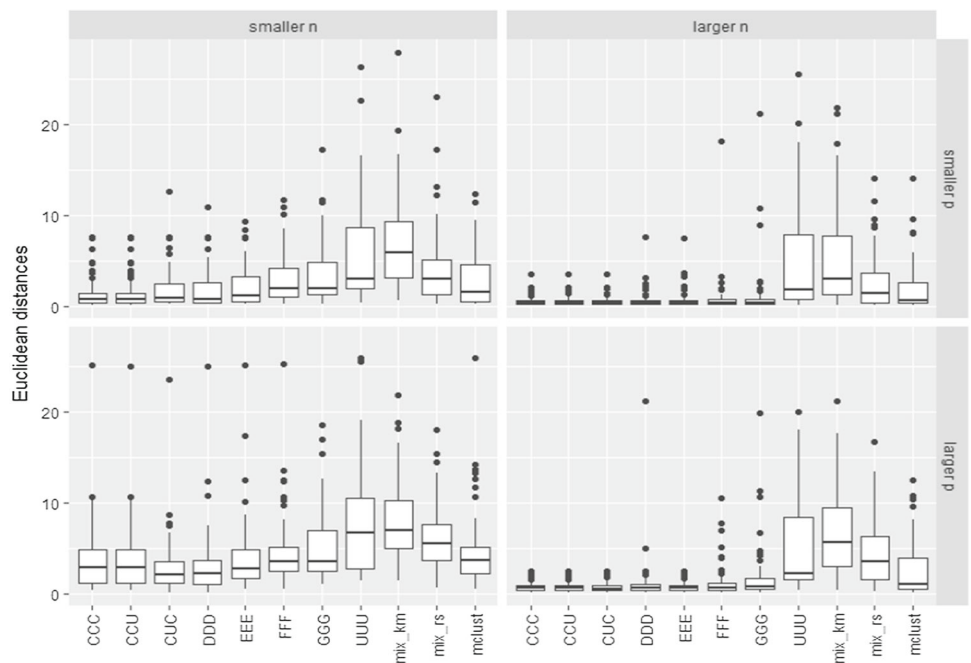 smaller n
larger n
20
10
0
smaller p
20
10
0
larger p
Euclidean distances
CCC
CCU
CUC
DDD
EEE
FFF
GGG
UUU
mix_km
mix_rs
mclust
CCC
CCU
CUC
DDD
EEE
FFF
GGG
UUU
mix_km
mix_rs
mclust